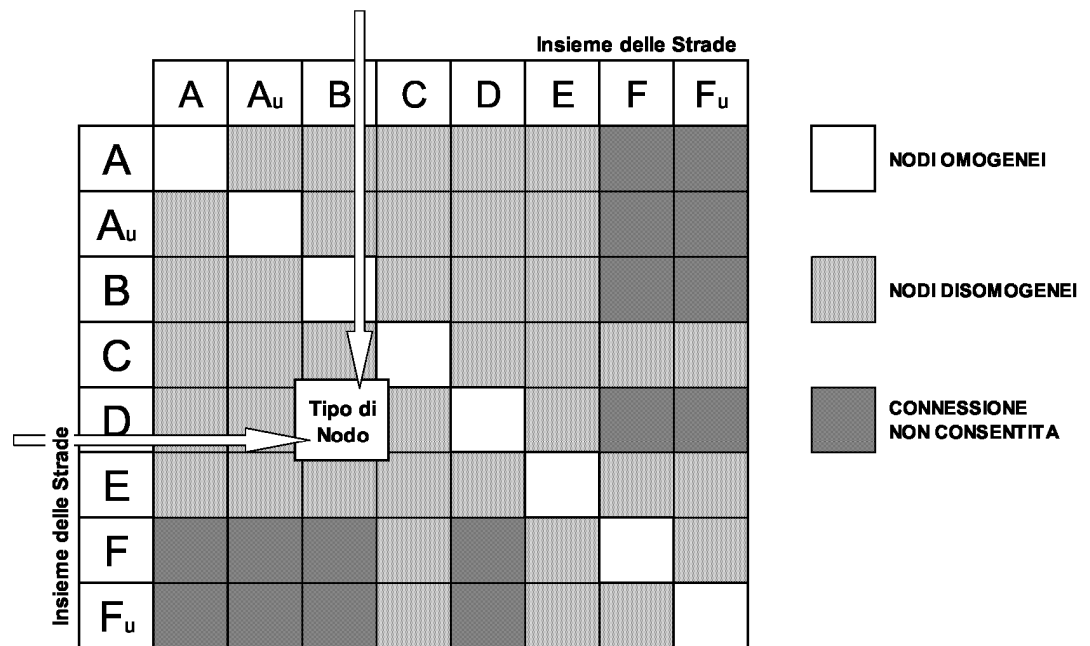 Insieme delle Strade
A Au B C D E F Fu
A
Au
B
C
D
E
F
Fu
Tipo di
Nodo
Insieme delle Strade
NODI OMOGENEI
NODI DISOMOGENEI
CONNESSIONE
NON CONSENTITA